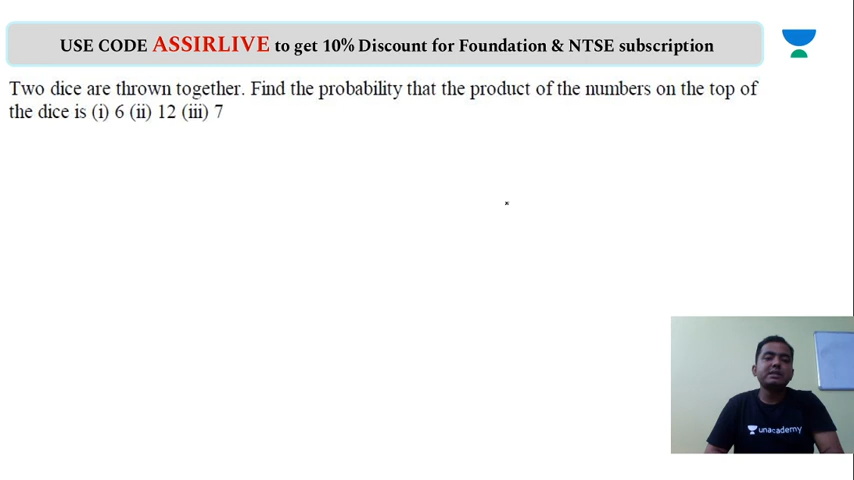 USE CODE ASSIRLIVE to get 10% Discount for Foundation & NTSE subscription
Two dice are thrown together. Find the probability that the product of the numbers on the top of
the dice is (i) 6 (ii) 12 (iii) 7
unacademy